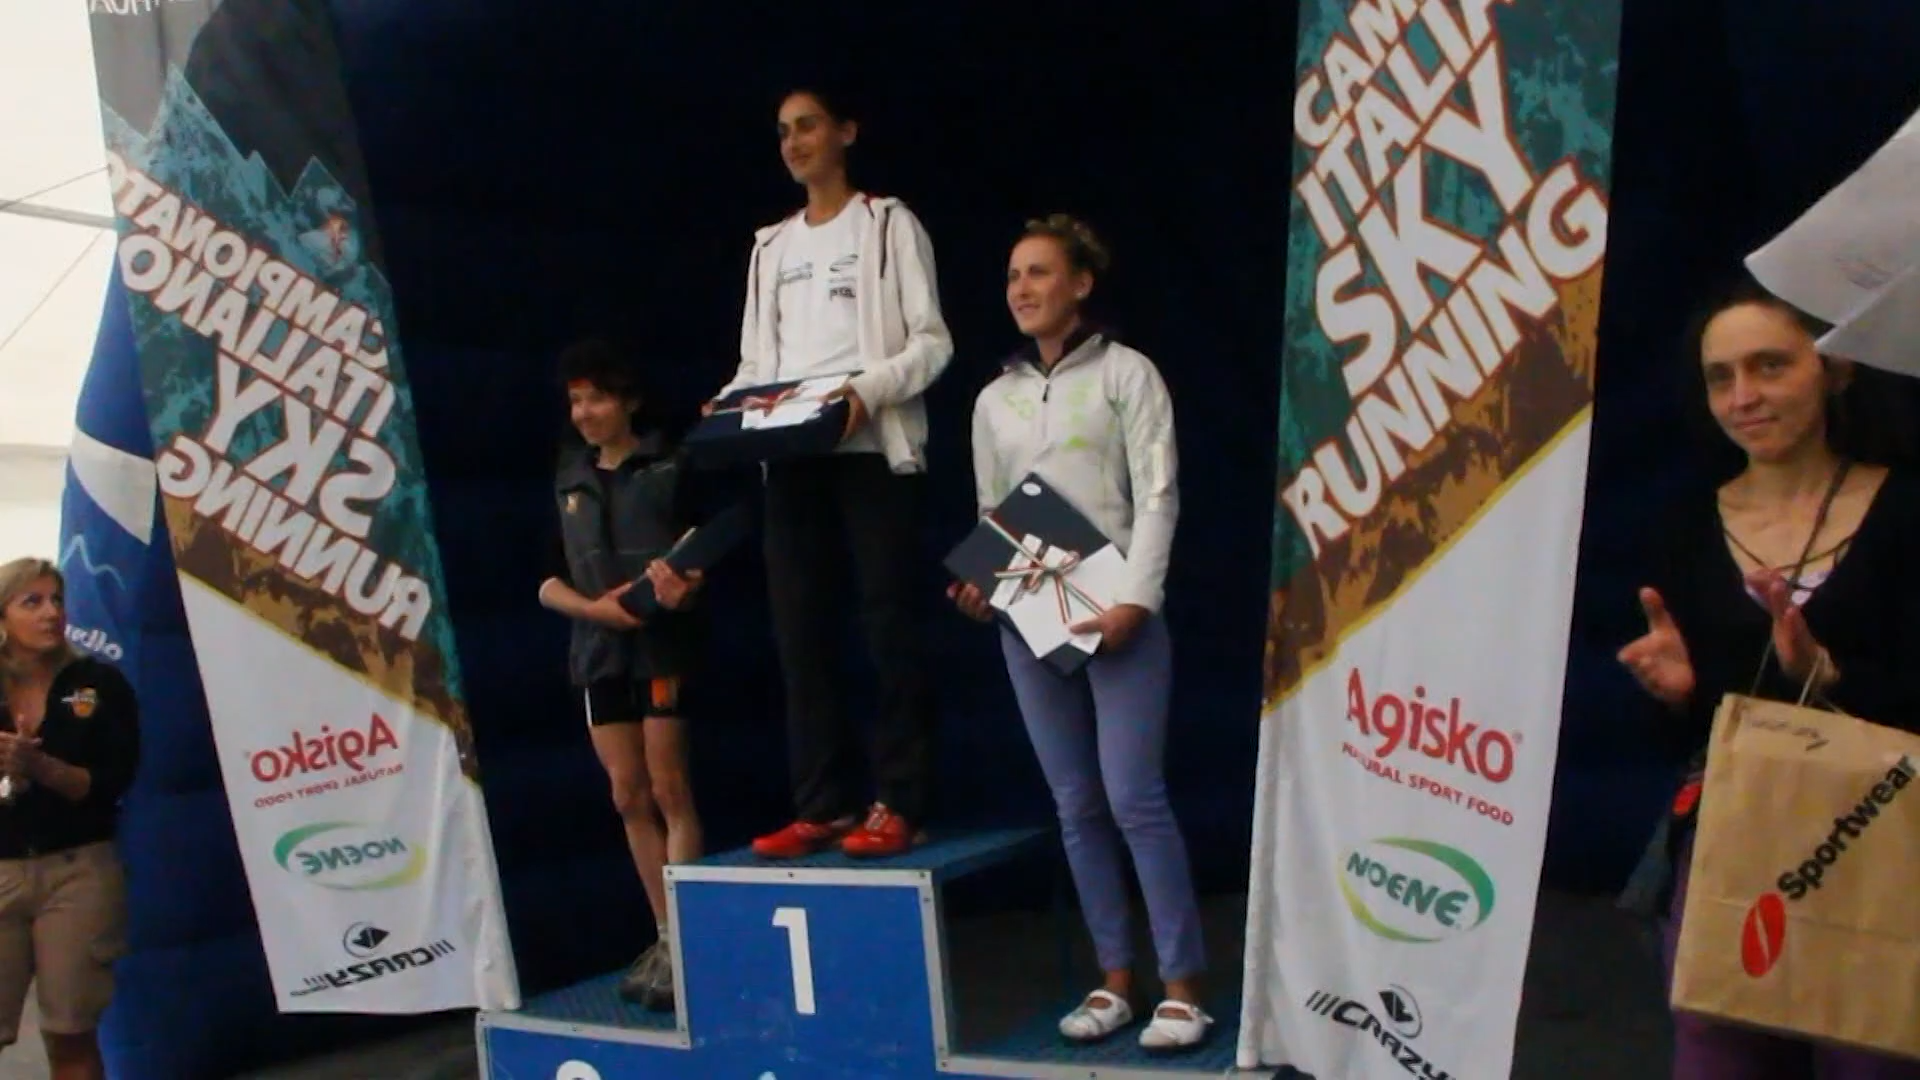 CAMPIONATO
ITALIANO
SKY
RUNNING
Agisko
NATURAL SPORT FOOD
NOENE
CRAZY
1
ITALIA
SKY
RUNNING
Agisko
NATURAL SPORT FOOD
NOENE
CRAZY
Sportwear